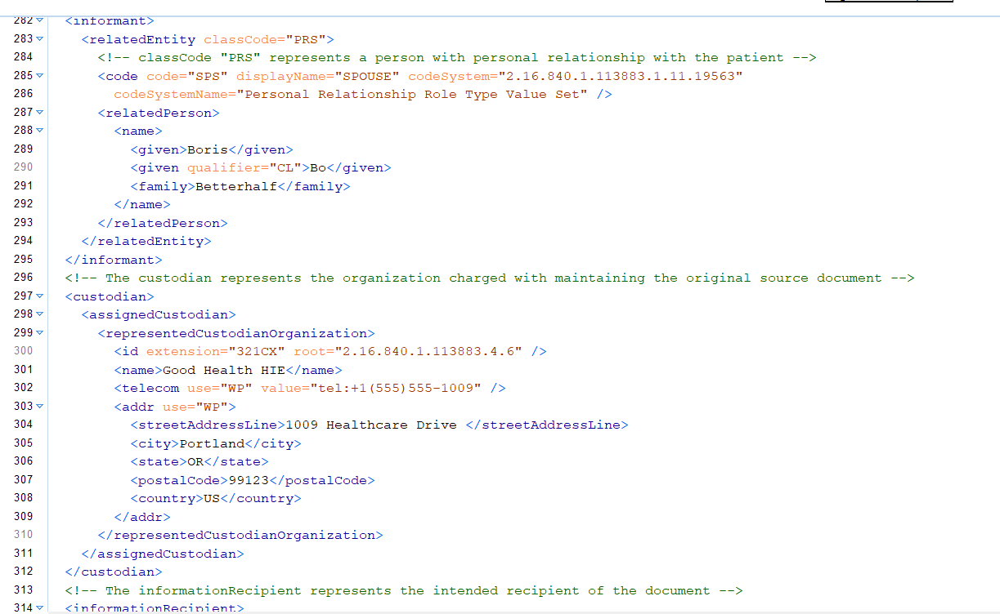 282 <informant>
283 <relatedEntity classCode="PRS">
284 <!-- classCode "PRS" represents a person with personal relationship with the patient -->
285 <code code="SPS" displayName="SPOUSE" codeSystem="2.16.840.1.113883.1.11.19563"
286 codeSystemName="Personal Relationship Role Type Value Set" />
287 <relatedPerson>
288 <name>
289 <given>Boris</given>
290 <given qualifier="CL">Bo</given>
291 <family>Betterhalf</family>
292 </name>
293 </relatedPerson>
294 </relatedEntity>
295 </informant>
296 <!-- The custodian represents the organization charged with maintaining the original source document -->
297 <custodian>
298 <assignedCustodian>
299 <representedCustodianOrganization>
300 <id extension="321CX" root="2.16.840.1.113883.4.6" />
301 <name>Good Health HIE</name>
302 <telecom use="WP" value="tel:+1(555)555-1009" />
303 <addr use="WP">
304 <streetAddressLine>1009 Healthcare Drive </streetAddressLine>
305 <city>Portland</city>
306 <state>OR</state>
307 <postalCode>99123</postalCode>
308 <country>US</country>
309 </addr>
310 </representedCustodianOrganization>
311 </assignedCustodian>
312 </custodian>
313 <!-- The informationRecipient represents the intended recipient of the document -->
314 <informationRecipient>